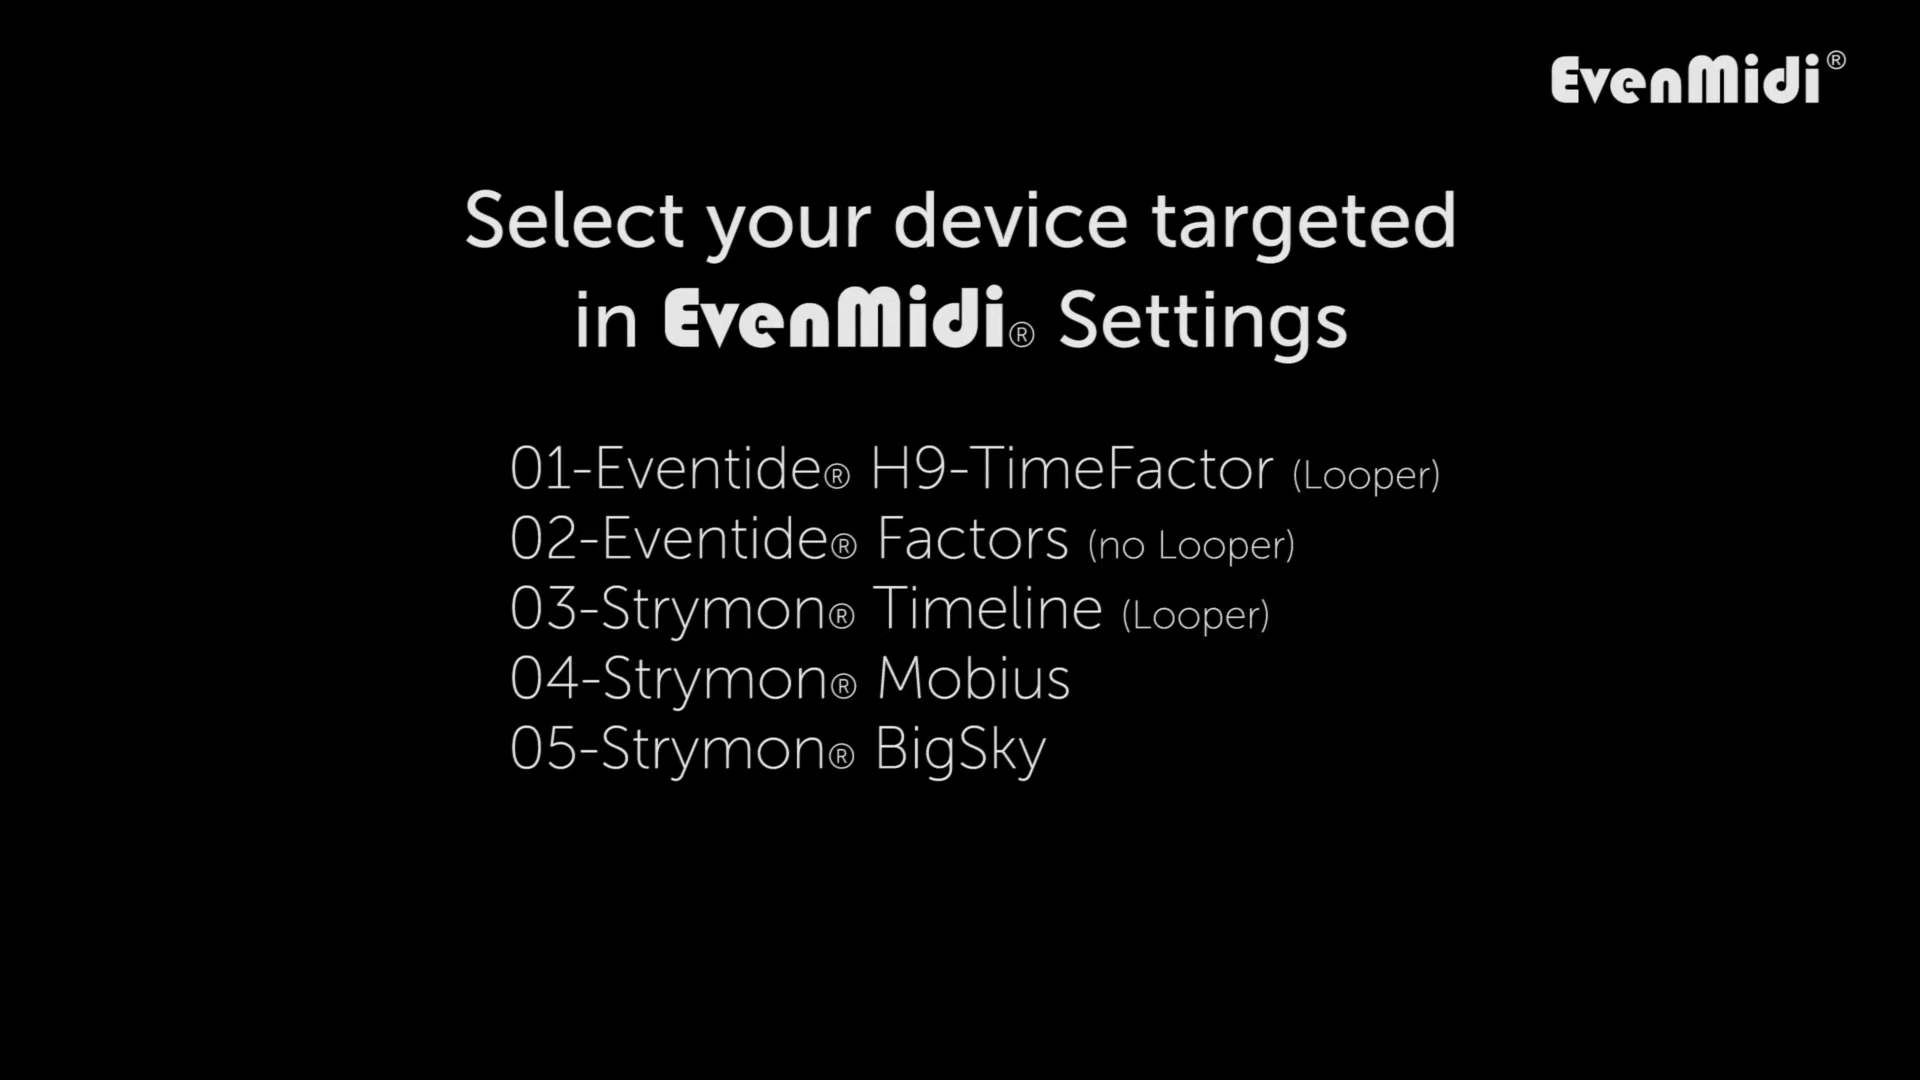 EvenMidi®
Select your device targeted
in EvenMidi® Settings
01-Eventide® H9-TimeFactor (Looper)
02-Eventide® Factors (no Looper)
03-Strymon® Timeline (Looper)
04-Strymon® Mobius
05-Strymon® BigSky